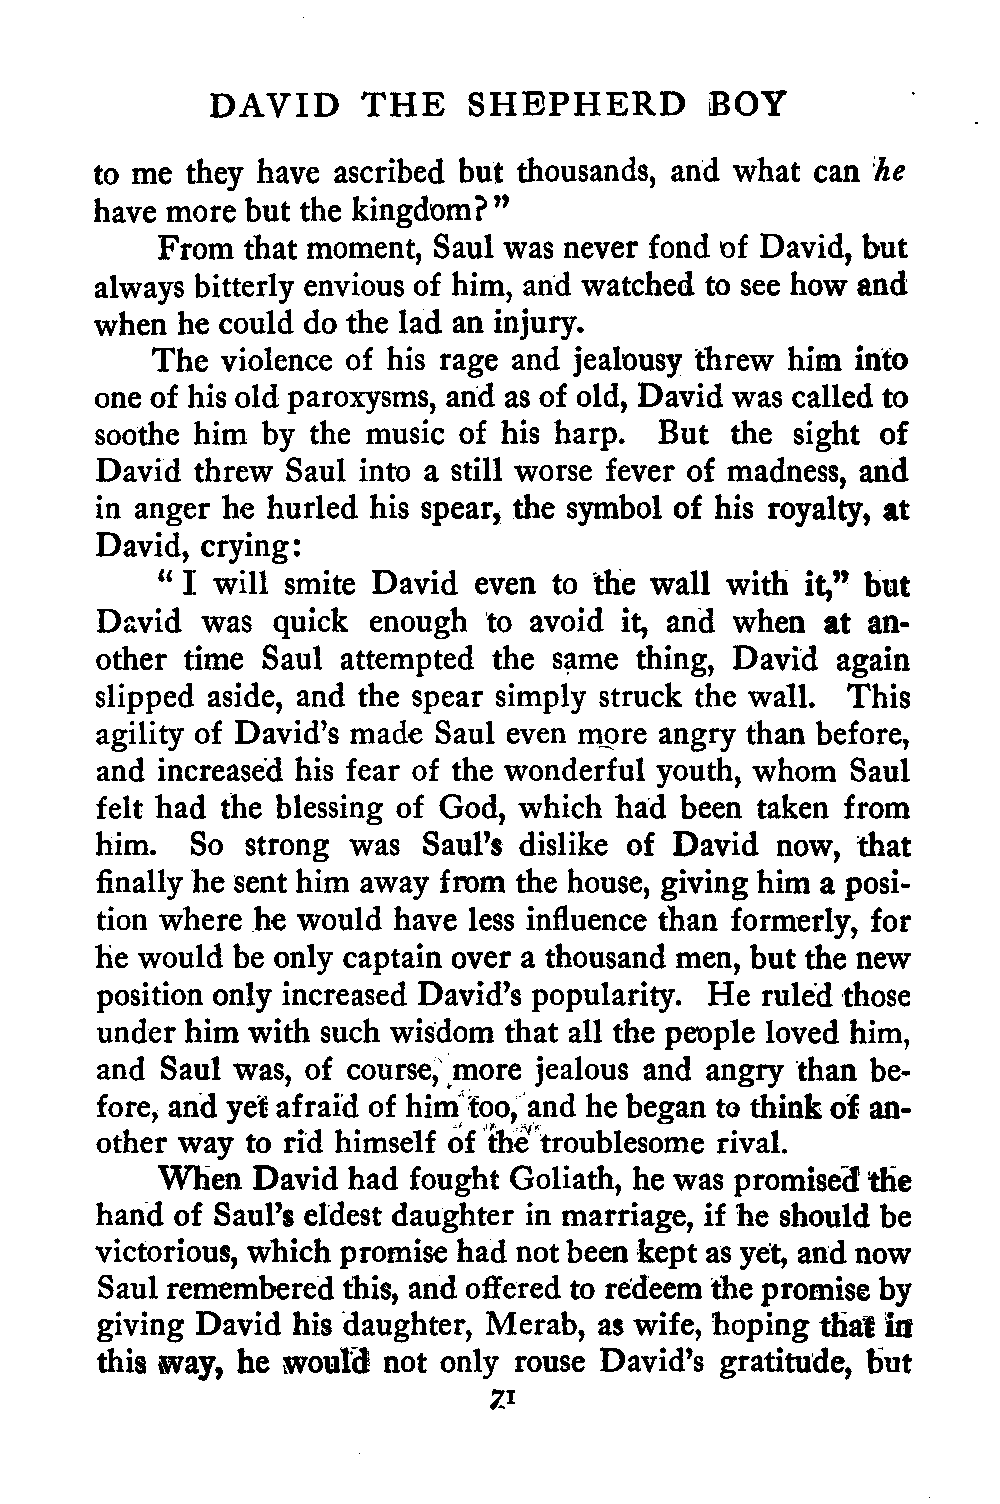 DAVID THE SHEPHERD BOY
to me they have ascribed but thousands, and what can he
have more but the kingdom?"
From that moment, Saul was never fond of David, but
always bitterly envious of him, and watched to see how and
when he could do the lad an injury.
The violence of his rage and jealousy threw him into
one of his old paroxysms, and as of old, David was called to
soothe him by the music of his harp. But the sight of
David threw Saul into a still worse fever of madness, and
in anger he hurled his spear, the symbol of his royalty, at
David, crying:
"I will smite David even to the wall with it," but
David was quick enough to avoid it, and when at an-
other time Saul attempted the same thing, David again
slipped aside, and the spear simply struck the wall. This
agility of David's made Saul even more angry than before,
and increased his fear of the wonderful youth, whom Saul
felt had the blessing of God, which had been taken from
him. So strong was Saul's dislike of David now, that
finally he sent him away from the house, giving him a posi-
tion where he would have less influence than formerly, for
he would be only captain over a thousand men, but the new
position only increased David's popularity. He ruled those
under him with such wisdom that all the people loved him,
and Saul was, of course, more jealous and angry than be-
fore, and yet afraid of him too, and he began to think of an-
other way to rid himself of the troublesome rival.
When David had fought Goliath, he was promised the
hand of Saul's eldest daughter in marriage, if he should be
victorious, which promise had not been kept as yet, and now
Saul remembered this, and offered to redeem the promise by
giving David his daughter, Merab, as wife, hoping that in
this way, he would not only rouse David's gratitude, but
71